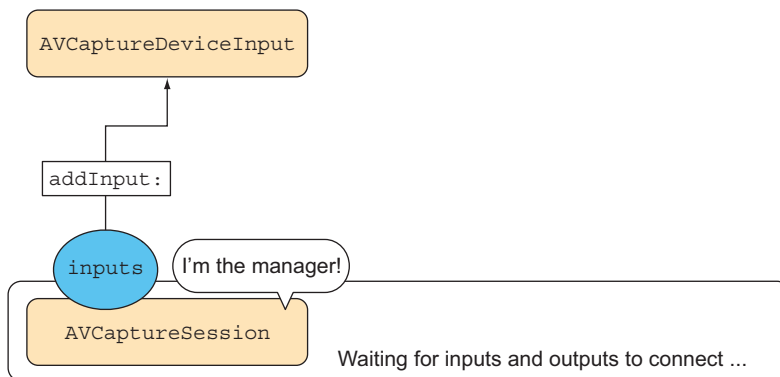 AVCaptureDeviceInput
addInput:
inputs
I'm the manager!
AVCaptureSession
Waiting for inputs and outputs to connect ...